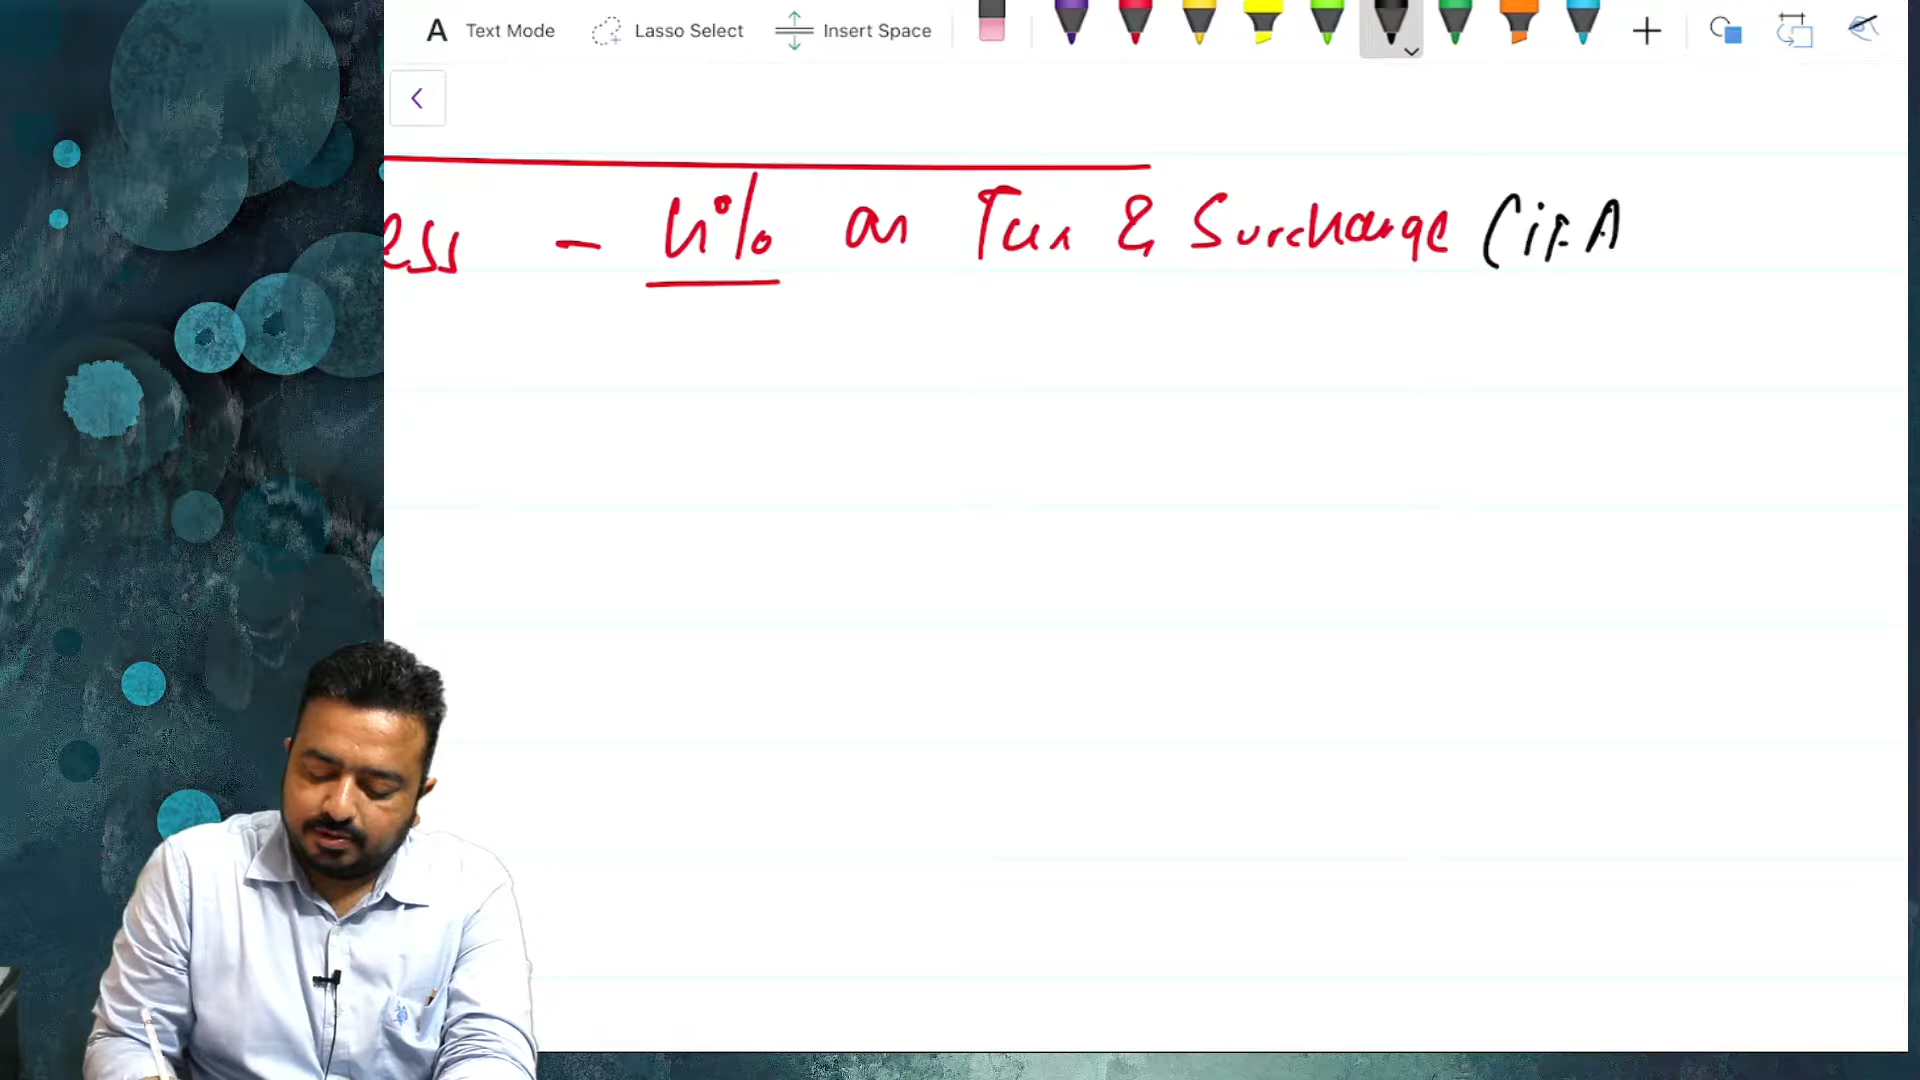 A Text Mode Lasso Select Insert Space
ess - 4% on Tax & Surcharge (if A